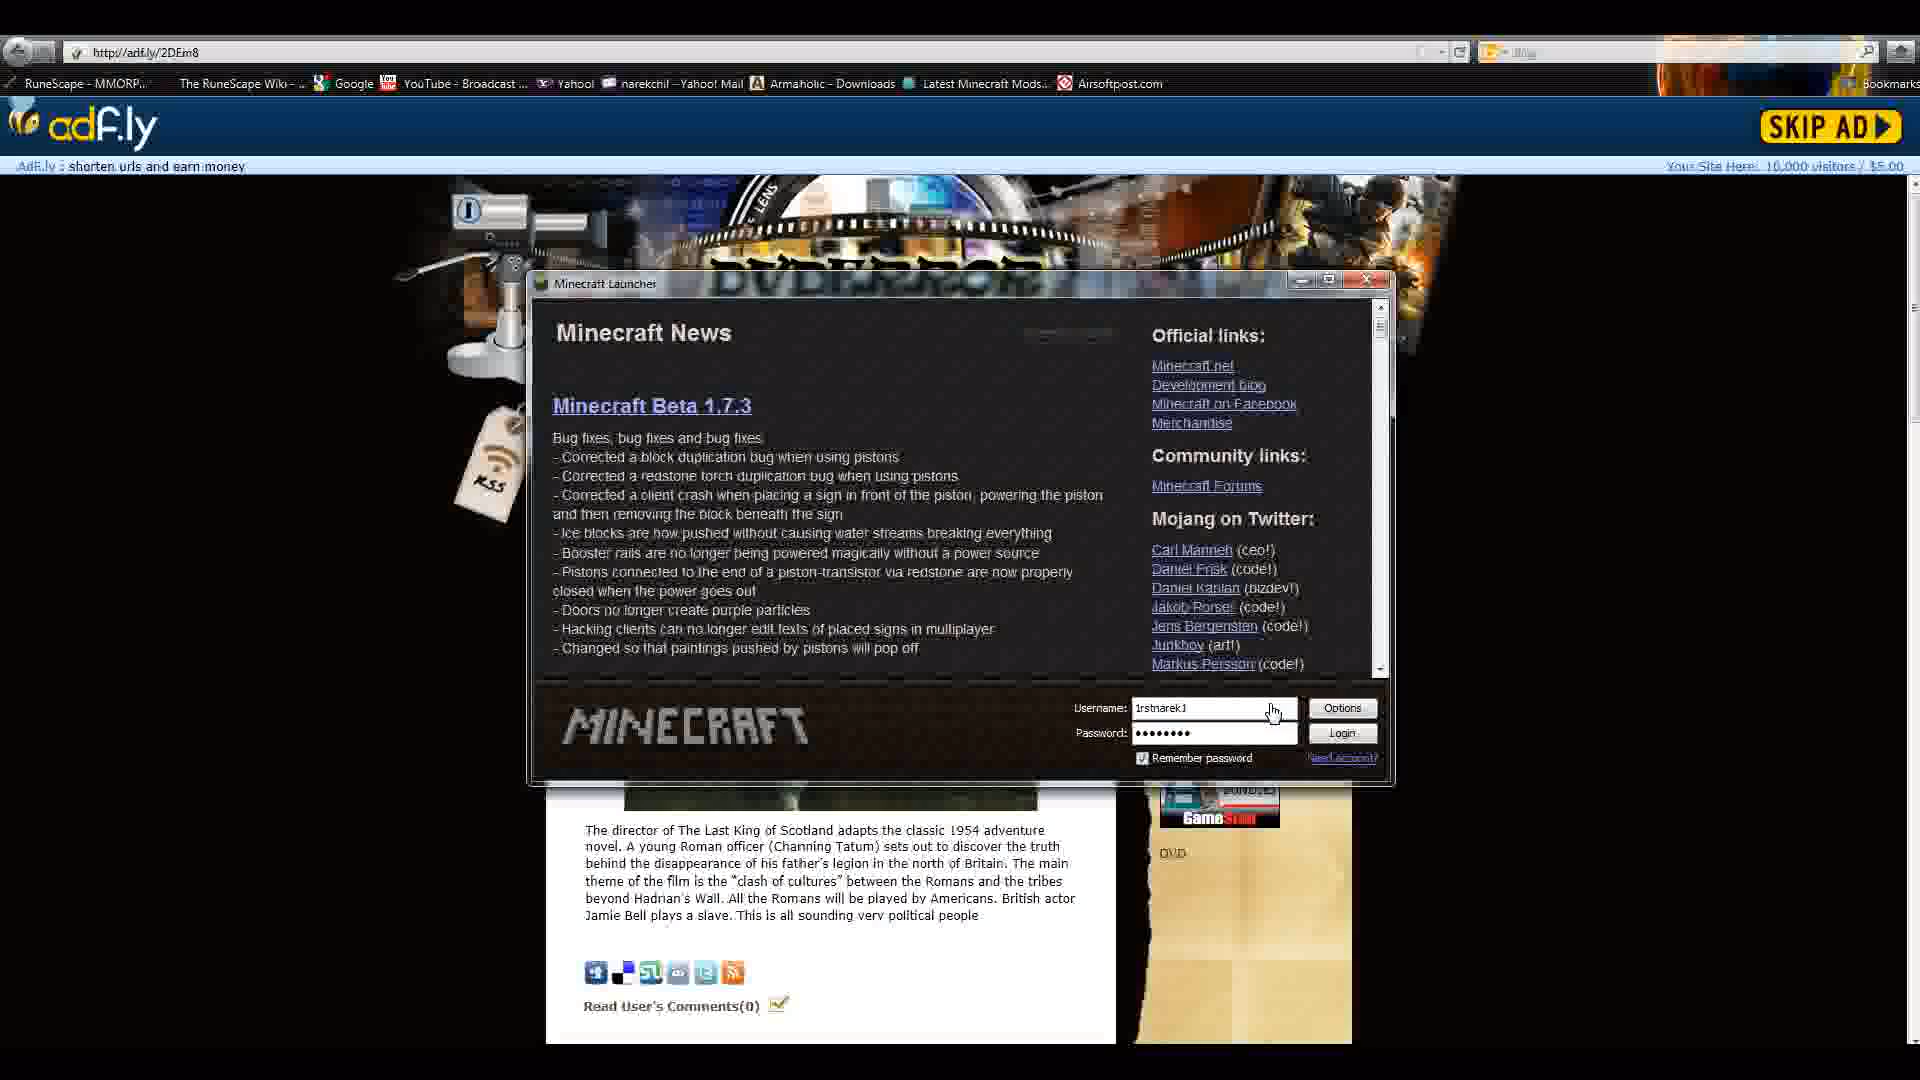 http://adf.ly/2DEm8
RuneScape - MMORP...
The RuneScape Wiki - ...
Google
YouTube - Broadcast ...
Yahoo!
narekchil - Yahoo! Mail
Armaholic - Downloads
Latest Minecraft Mods...
Airsoftpost.com
Bookmarks
adf.ly
SKIP AD
AdF.ly : shorten urls and earn money
Your Site Here. 10,000 visitors / $5.00
LENS
Minecraft Launcher
Minecraft News
Minecraft Beta 1.7.3
Bug fixes, bug fixes and bug fixes
- Corrected a block duplication bug when using pistons
- Corrected a redstone torch duplication bug when using pistons
- Corrected a client crash when placing a sign in front of the piston, powering the piston
and then removing the block beneath the sign
- Ice blocks are now pushed without causing water streams breaking everything
- Booster rails are no longer being powered magically without a power source
- Pistons connected to the end of a piston-transistor via redstone are now properly
closed when the power goes out
- Doors no longer create purple particles
- Hacking clients can no longer edit texts of placed signs in multiplayer
- Changed so that paintings pushed by pistons will pop off
Official links:
Minecraft.net
Development blog
Minecraft on Facebook
Merchandise
Community links:
Minecraft Forums
Mojang on Twitter:
Carl Manneh (ceo!)
Daniel Frisk (code!)
Daniel Kaplan (bizdev!)
Jakob Porser (code!)
Jens Bergensten (code!)
Junkboy (art!)
Markus Persson (code!)
MINECRAFT
Username: 1rstnarek1
Options
Password: ••••••••
Login
Remember password
Need account?
RSS
The director of The Last King of Scotland adapts the classic 1954 adventure
novel. A young Roman officer (Channing Tatum) sets out to discover the truth
behind the disappearance of his father's legion in the north of Britain. The main
theme of the film is the "clash of cultures" between the Romans and the tribes
beyond Hadrian's Wall. All the Romans will be played by Americans. British actor
Jamie Bell plays a slave. This is all sounding very political people
GameStop
DVD
Read User's Comments(0)